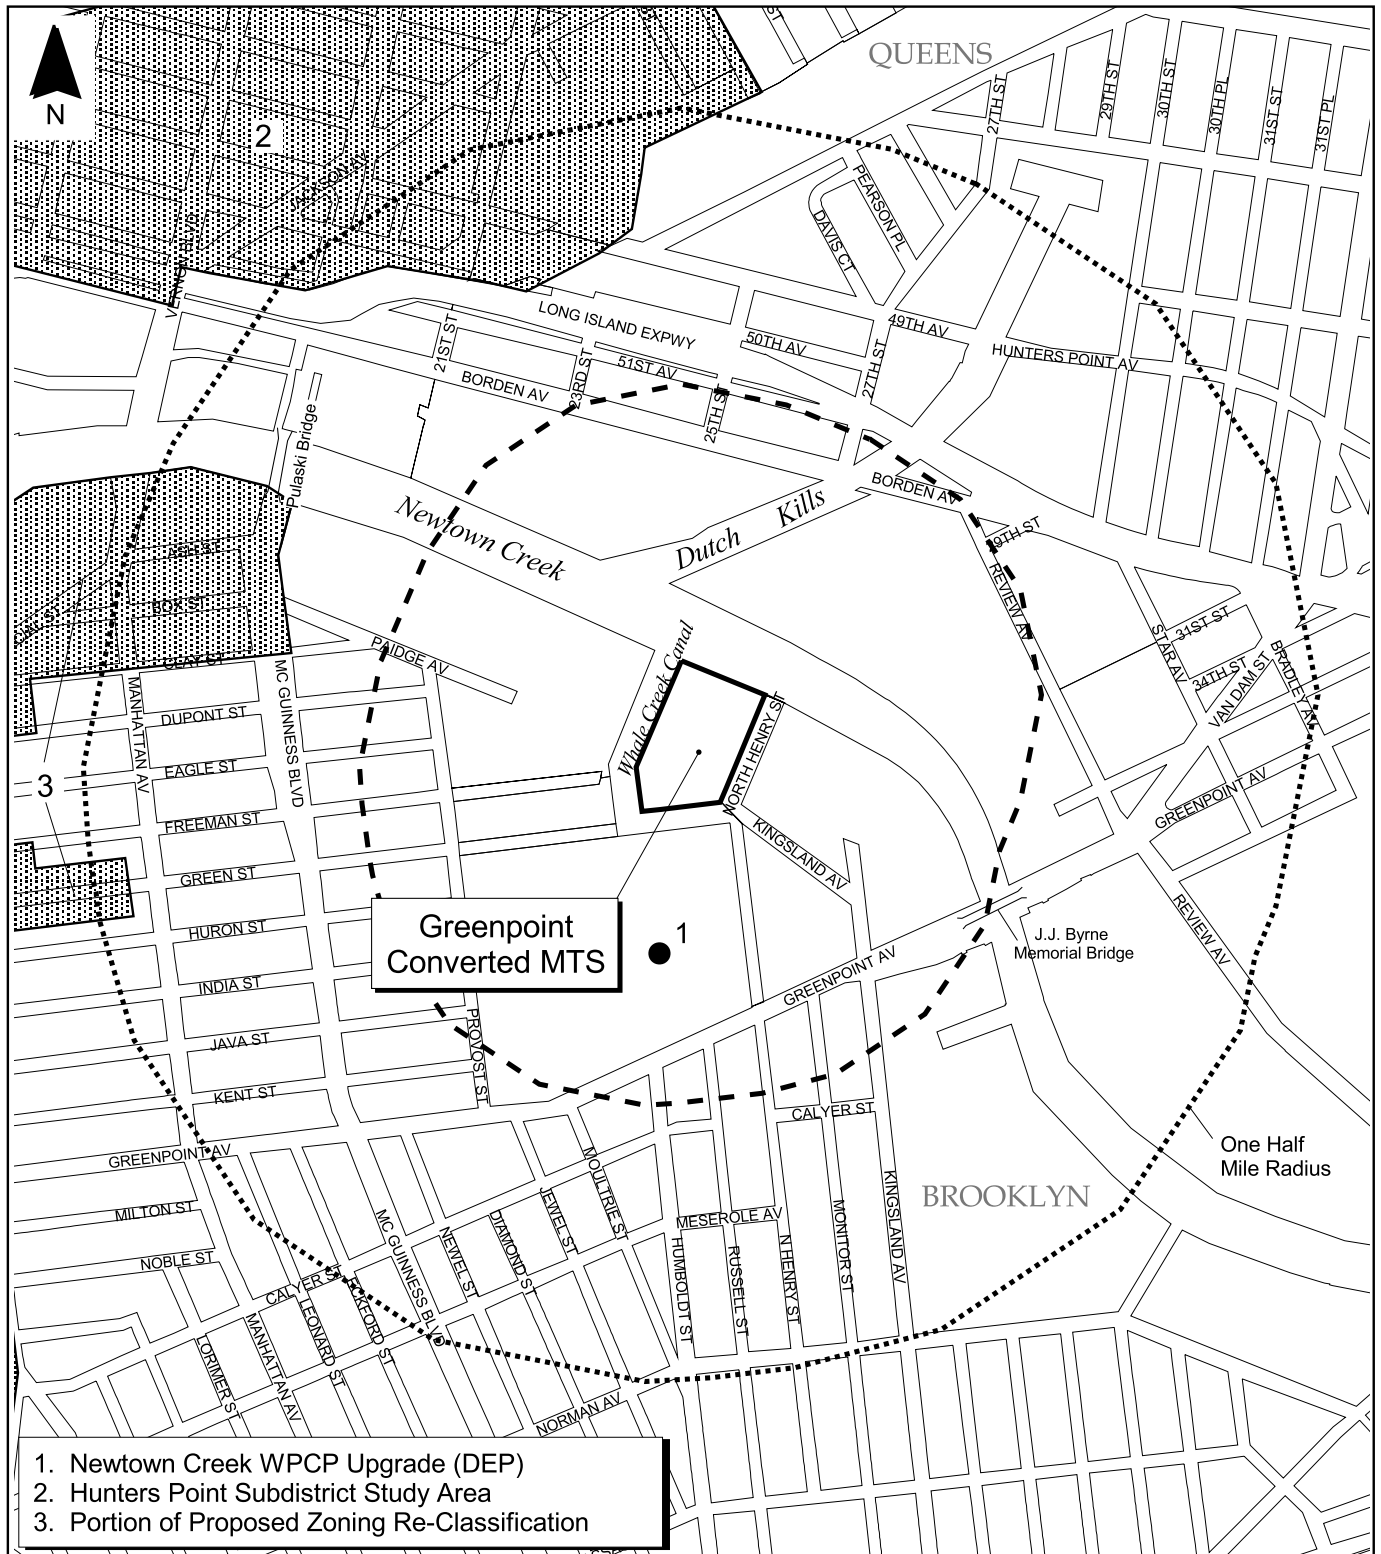 N
QUEENS
2
JACKSON AV
VERNON BLVD
27TH ST
29TH ST
30TH ST
30TH PL
31ST ST
31ST PL
PEARSON PL
DAVIS CT
LONG ISLAND EXPWY
21ST ST
23RD ST
51ST AV
50TH AV
49TH AV
HUNTERS POINT AV
27TH ST
25TH ST
BORDEN AV
BORDEN AV
Pulaski Bridge
Newtown Creek
Dutch Kills
29TH ST
REVIEW AV
ASH ST
BOX ST
CLAY ST
PAIDGE AV
31ST ST
STAR AV
34TH ST
VAN DAM ST
BRADLEY AV
Whale Creek Canal
NORTH HENRY ST
MANHATTAN AV
MC GUINNESS BLVD
DUPONT ST
EAGLE ST
3
FREEMAN ST
GREENPOINT AV
KINGSLAND AV
GREEN ST
HURON ST
Greenpoint
Converted MTS
1
J.J. Byrne
Memorial Bridge
REVIEW AV
INDIA ST
GREENPOINT AV
JAVA ST
PROVOST ST
KENT ST
CALYER ST
GREENPOINT AV
One Half
Mile Radius
BROOKLYN
MILTON ST
MOULTRIE ST
JEWEL ST
DIAMOND ST
NEWEL ST
MC GUINNESS BLVD
MESEROLE AV
HUMBOLDT ST
RUSSELL ST
N HENRY ST
MONITOR ST
KINGSLAND AV
NOBLE ST
CALYER ST
LORIMER ST
MANHATTAN AV
LEONARD ST
ECKFORD ST
NORMAN AV
1. Newtown Creek WPCP Upgrade (DEP)
2. Hunters Point Subdistrict Study Area
3. Portion of Proposed Zoning Re-Classification